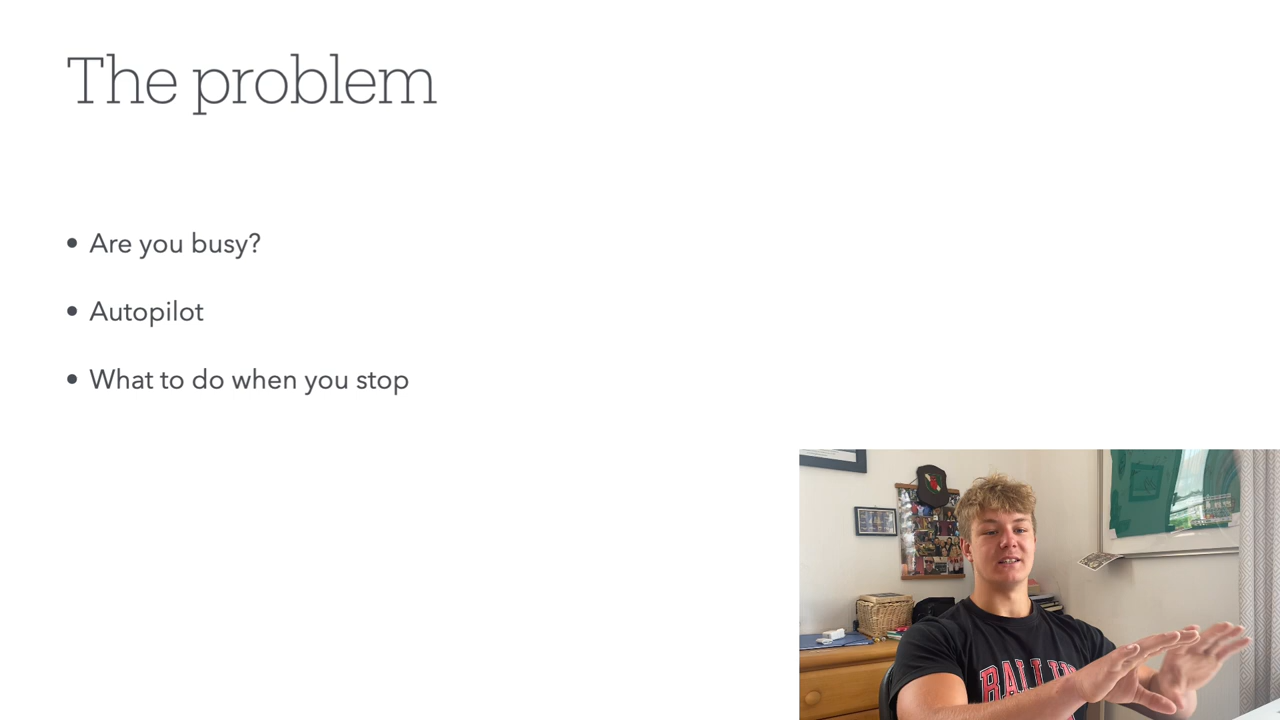 The problem
• Are you busy?
• Autopilot
• What to do when you stop